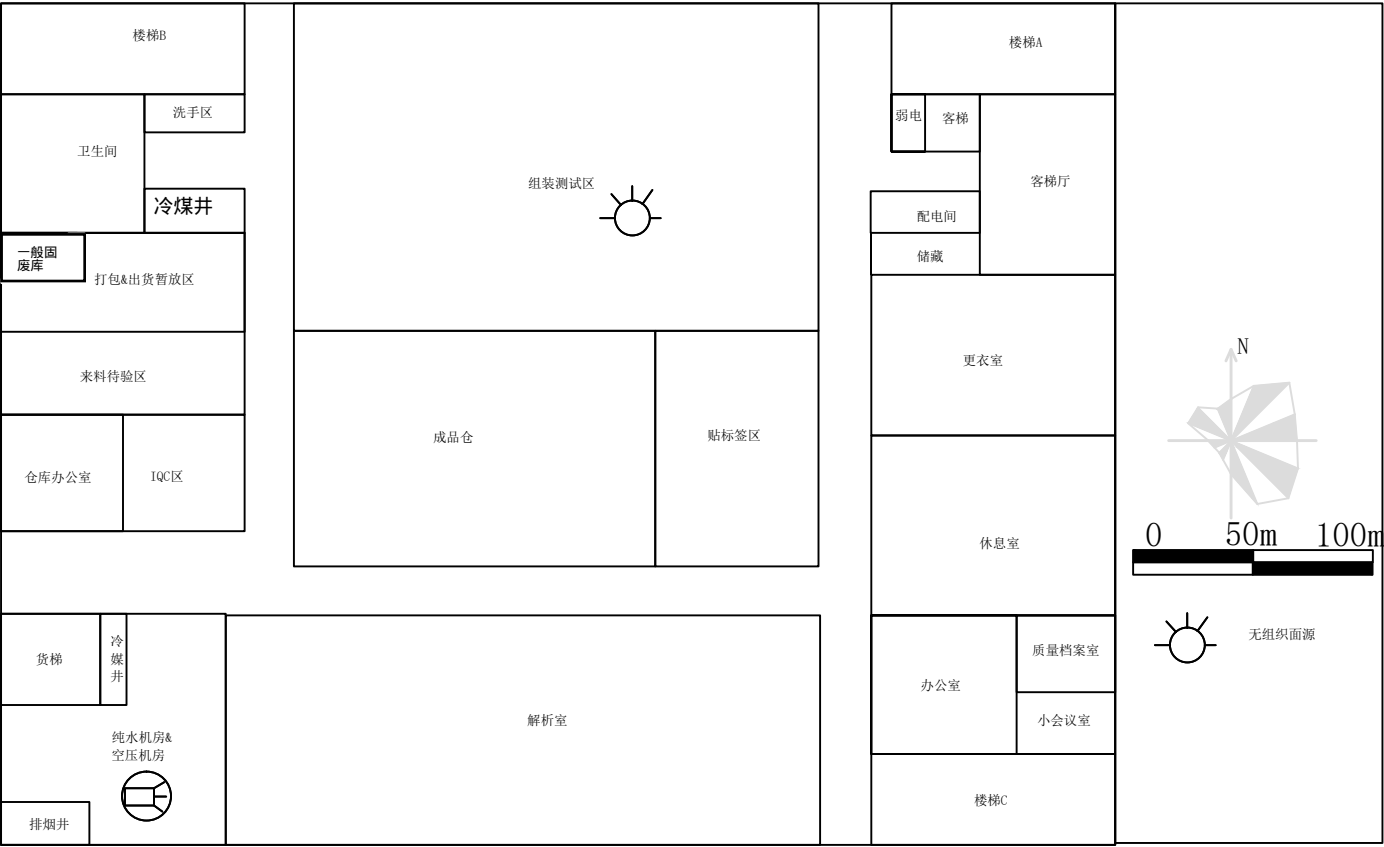 楼梯B
楼梯A
洗手区
弱电
客梯
卫生间
组装测试区
客梯厅
冷煤井
配电间
一般固
废库
储藏
打包&出货暂放区
N
更衣室
来料待验区
成品仓
贴标签区
仓库办公室
IQC区
0
50m
100m
休息室
无组织面源
冷
媒
井
货梯
质量档案室
办公室
解析室
小会议室
纯水机房&
空压机房
楼梯C
排烟井